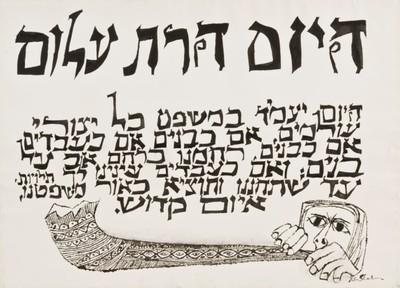 היום הרת עולם
היום יעמיד במשפט כל יצורי
עולמים אם כבנים אם כעבדים
אם כבנים רחמנו כרחם אב על
בנים: ואם כעבדים עינינו לך תלויות
עד שתחננו ותוציא כאור משפטנו
איום קדוש.